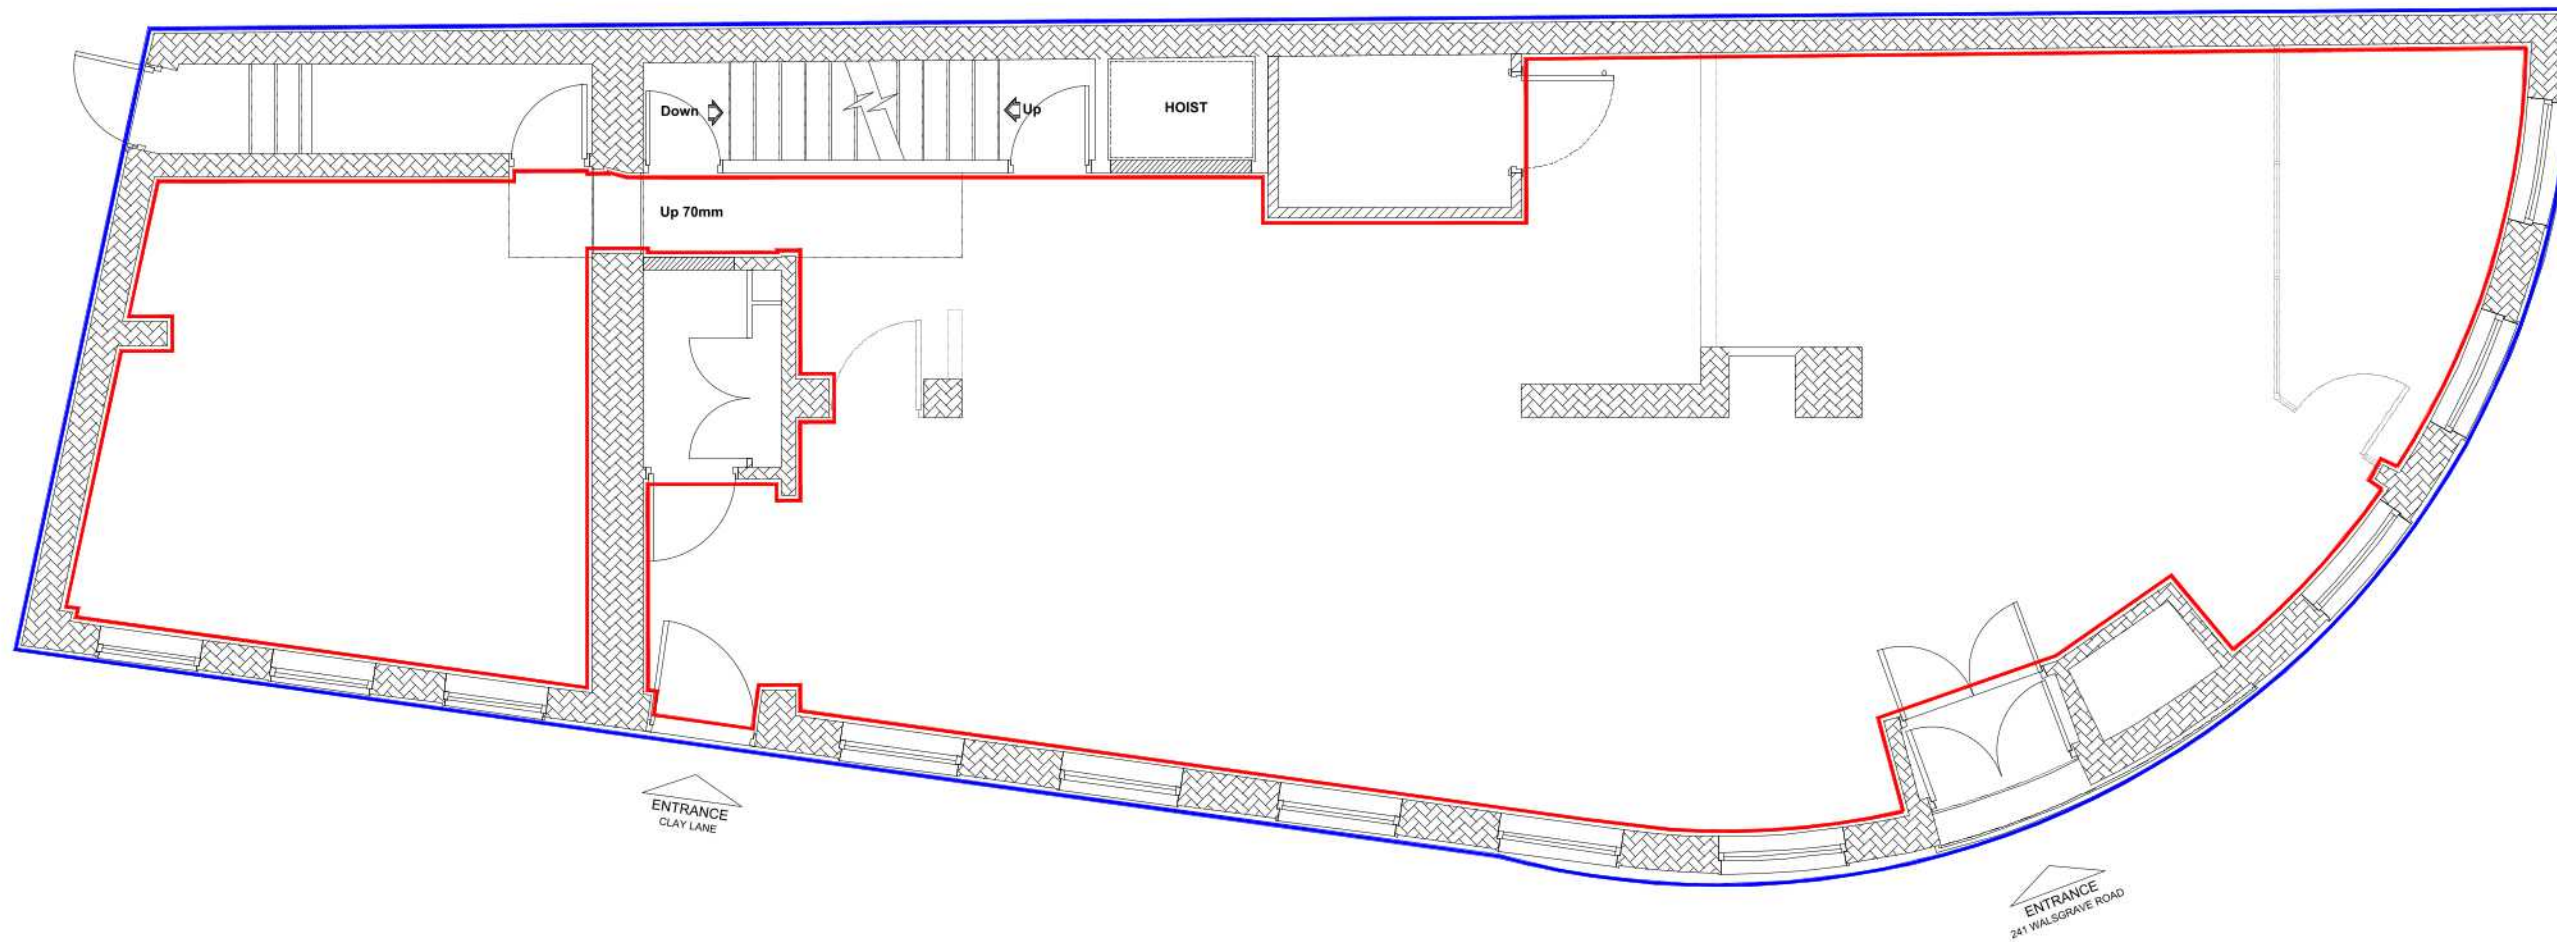 Down
Up
HOIST
Up 70mm
ENTRANCE
CLAY LANE
ENTRANCE
241 WALSGRAVE ROAD